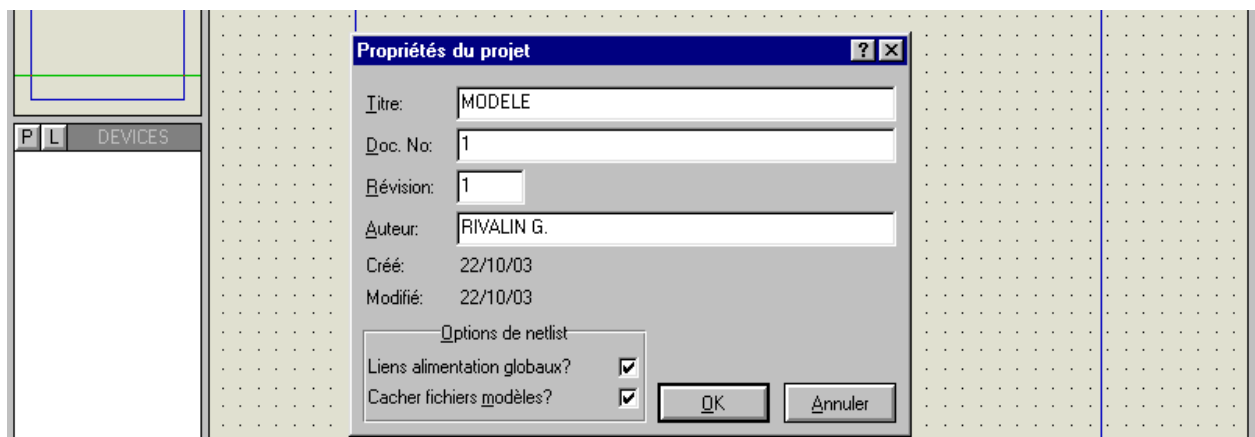 Propriétés du projet
Titre: MODELE
P L DEVICES
Doc. No: 1
Révision: 1
Auteur: RIVALIN G.
Créé: 22/10/03
Modifié: 22/10/03
Options de netlist
Liens alimentation globaux?
Cacher fichiers modèles?
OK Annuler